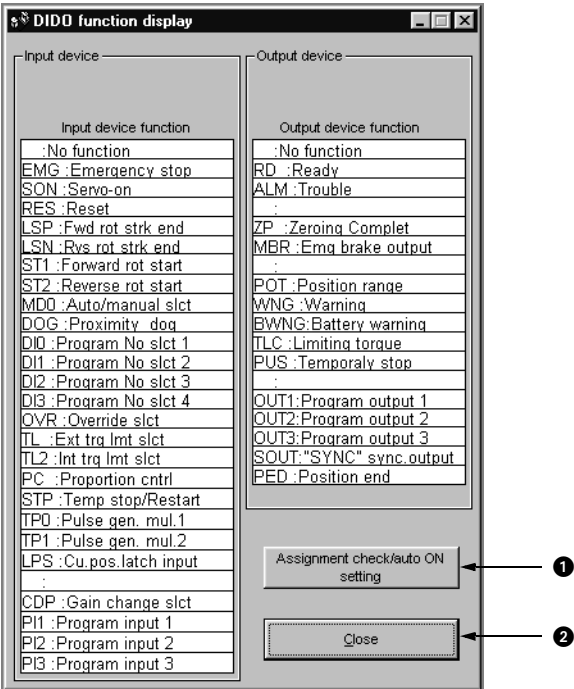 DIDO function display
Input device
Input device function
:No function
EMG :Emergency stop
SON :Servo-on
RES :Reset
LSP :Fwd rot strk end
LSN :Rvs rot strk end
ST1 :Forward rot start
ST2 :Reverse rot start
MD0 :Auto/manual slct
DOG :Proximity dog
DI0 :Program No slct 1
DI1 :Program No slct 2
DI2 :Program No slct 3
DI3 :Program No slct 4
OVR :Override slct
TL :Ext trq lmt slct
TL2 :Int trq lmt slct
PC :Proportion cntrl
STP :Temp stop/Restart
TP0 :Pulse gen. mul.1
TP1 :Pulse gen. mul.2
LPS :Cu.pos.latch input
:
CDP :Gain change slct
PI1 :Program input 1
PI2 :Program input 2
PI3 :Program input 3
Output device
Output device function
:No function
RD :Ready
ALM :Trouble
:
ZP :Zeroing Complet
MBR :Emg brake output
:
POT :Position range
WNG :Warning
BWNG:Battery warning
TLC :Limiting torque
PUS :Temporaly stop
:
OUT1:Program output 1
OUT2:Program output 2
OUT3:Program output 3
SOUT:"SYNC" sync.output
PED :Position end
Assignment check/auto ON
setting
1
Close
2